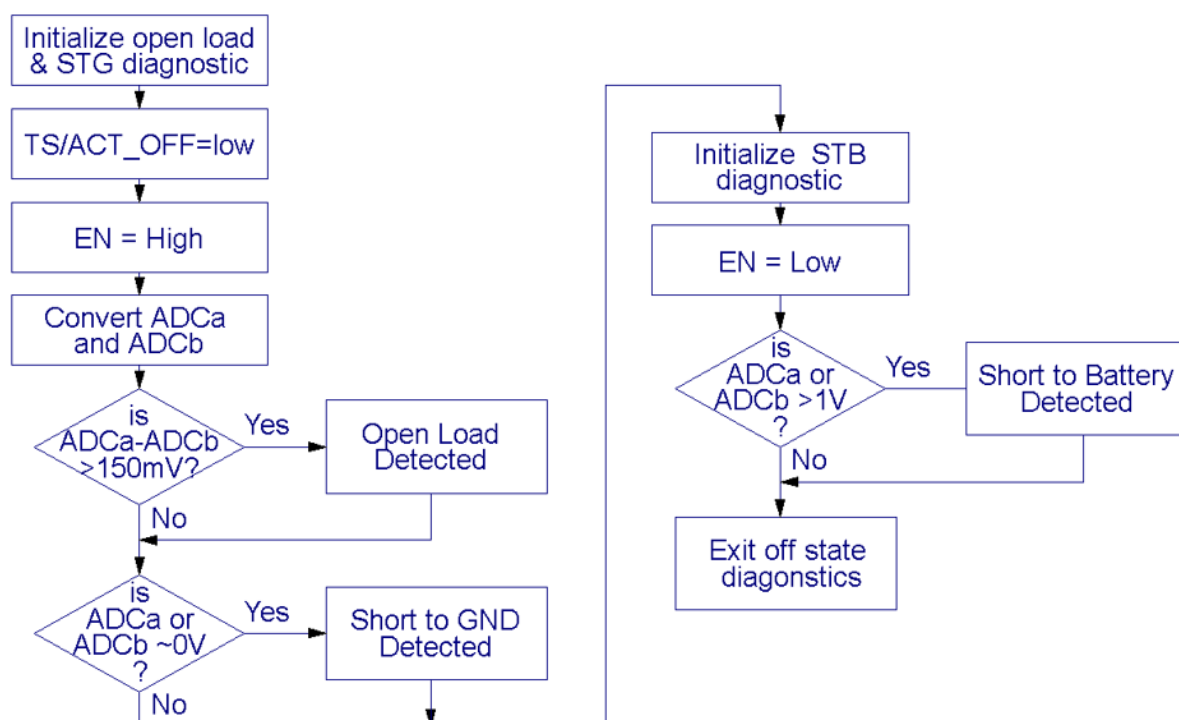 Initialize open load
& STG diagnostic
TS/ACT_OFF=low
EN = High
Convert ADCa
and ADCb
is
ADCa-ADCb
>150mV?
Yes
Open Load
Detected
No
is
ADCa or
ADCb ~0V
?
Yes
Short to GND
Detected
No
Initialize STB
diagnostic
EN = Low
is
ADCa or
ADCb >1V
?
Yes
Short to Battery
Detected
No
Exit off state
diagonstics